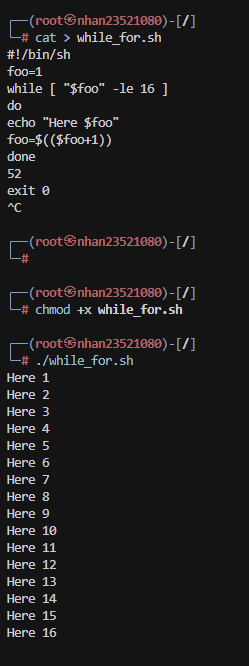 ┌──(root㉿nhan23521080)-[/]
└─# cat > while_for.sh
#!/bin/sh
foo=1
while [ "$foo" -le 16 ]
do
echo "Here $foo"
foo=$(($foo+1))
done
52
exit 0
^C
┌──(root㉿nhan23521080)-[/]
└─#
┌──(root㉿nhan23521080)-[/]
└─# chmod +x while_for.sh
┌──(root㉿nhan23521080)-[/]
└─# ./while_for.sh
Here 1
Here 2
Here 3
Here 4
Here 5
Here 6
Here 7
Here 8
Here 9
Here 10
Here 11
Here 12
Here 13
Here 14
Here 15
Here 16